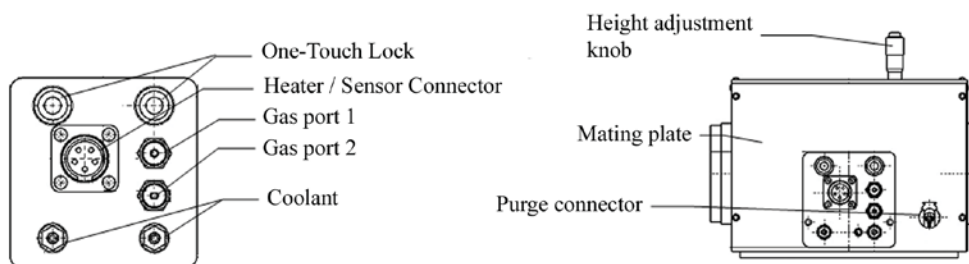 One-Touch Lock
Heater / Sensor Connector
Gas port 1
Gas port 2
Coolant
Height adjustment
knob
Mating plate
Purge connector